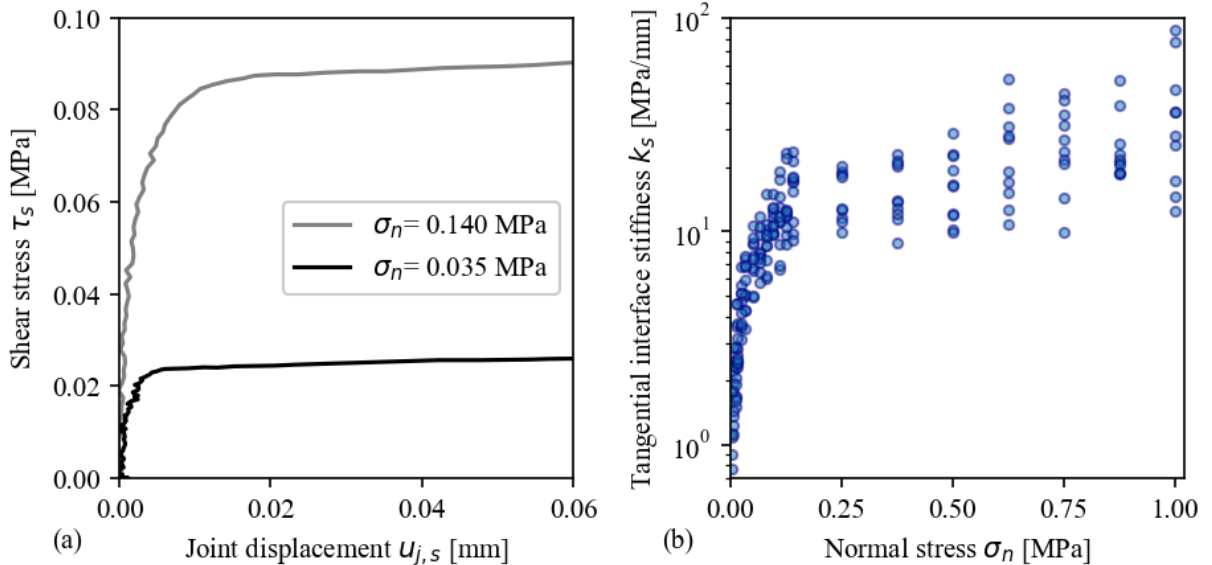 0.10
0.08
0.06
0.04
0.02
0.00
Shear stress τₛ [MPa]
σₙ= 0.140 MPa
σₙ= 0.035 MPa
0.00 0.02 0.04 0.06
(a) Joint displacement u_{j,s} [mm]
10²
10¹
10⁰
Tangential interface stiffness kₛ [MPa/mm]
0.00 0.25 0.50 0.75 1.00
(b) Normal stress σₙ [MPa]